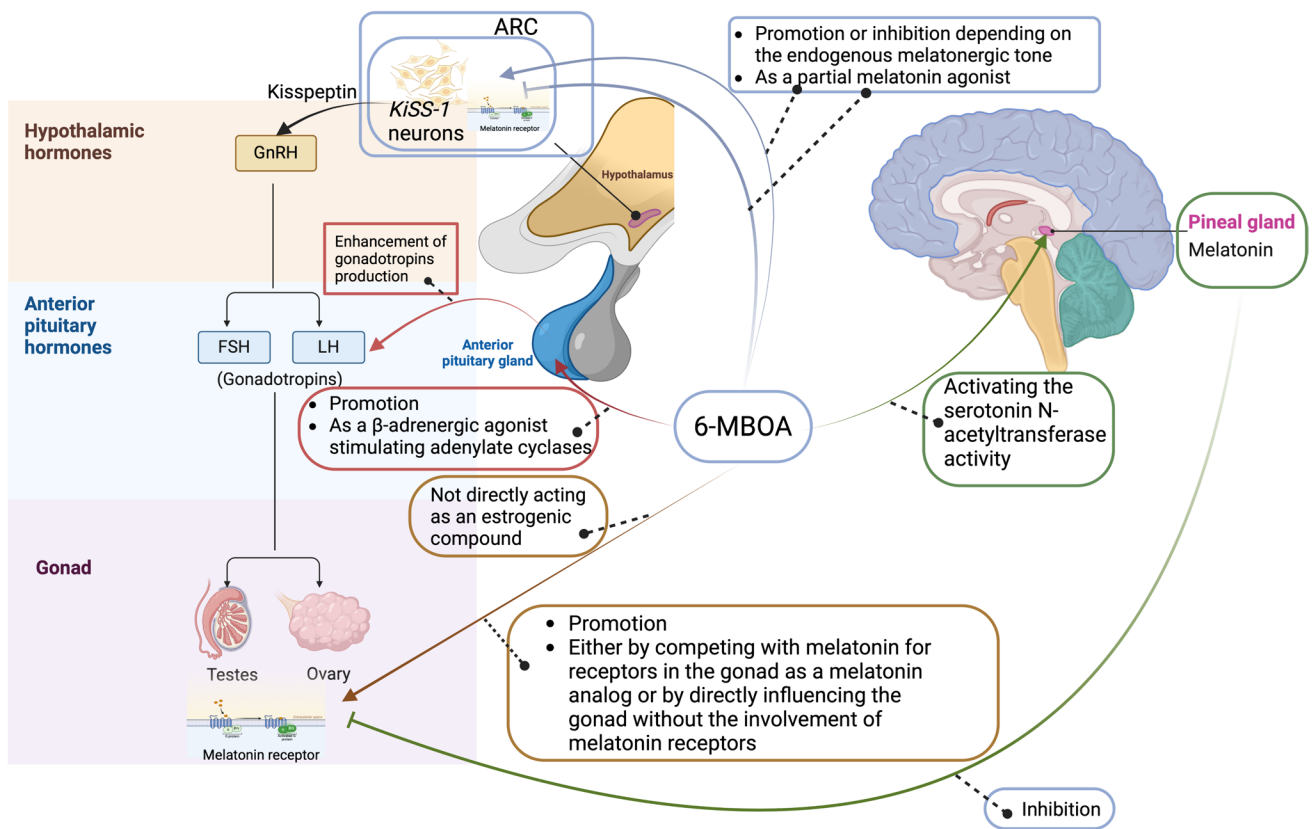 ARC
Kisspeptin
KiSS-1
neurons
Melatonin receptor
• Promotion or inhibition depending on
the endogenous melatonergic tone
• As a partial melatonin agonist
Hypothalamic
hormones
GnRH
Hypothalamus
Pineal gland
Melatonin
Enhancement of
gonadotropins
production
Anterior
pituitary
hormones
FSH
LH
(Gonadotropins)
Anterior
pituitary gland
• Promotion
• As a β-adrenergic agonist
stimulating adenylate cyclases
6-MBOA
Activating the
serotonin N-
acetyltransferase
activity
Not directly acting
as an estrogenic
compound
Gonad
Testes
Ovary
Melatonin receptor
• Promotion
• Either by competing with melatonin for
receptors in the gonad as a melatonin
analog or by directly influencing the
gonad without the involvement of
melatonin receptors
Inhibition